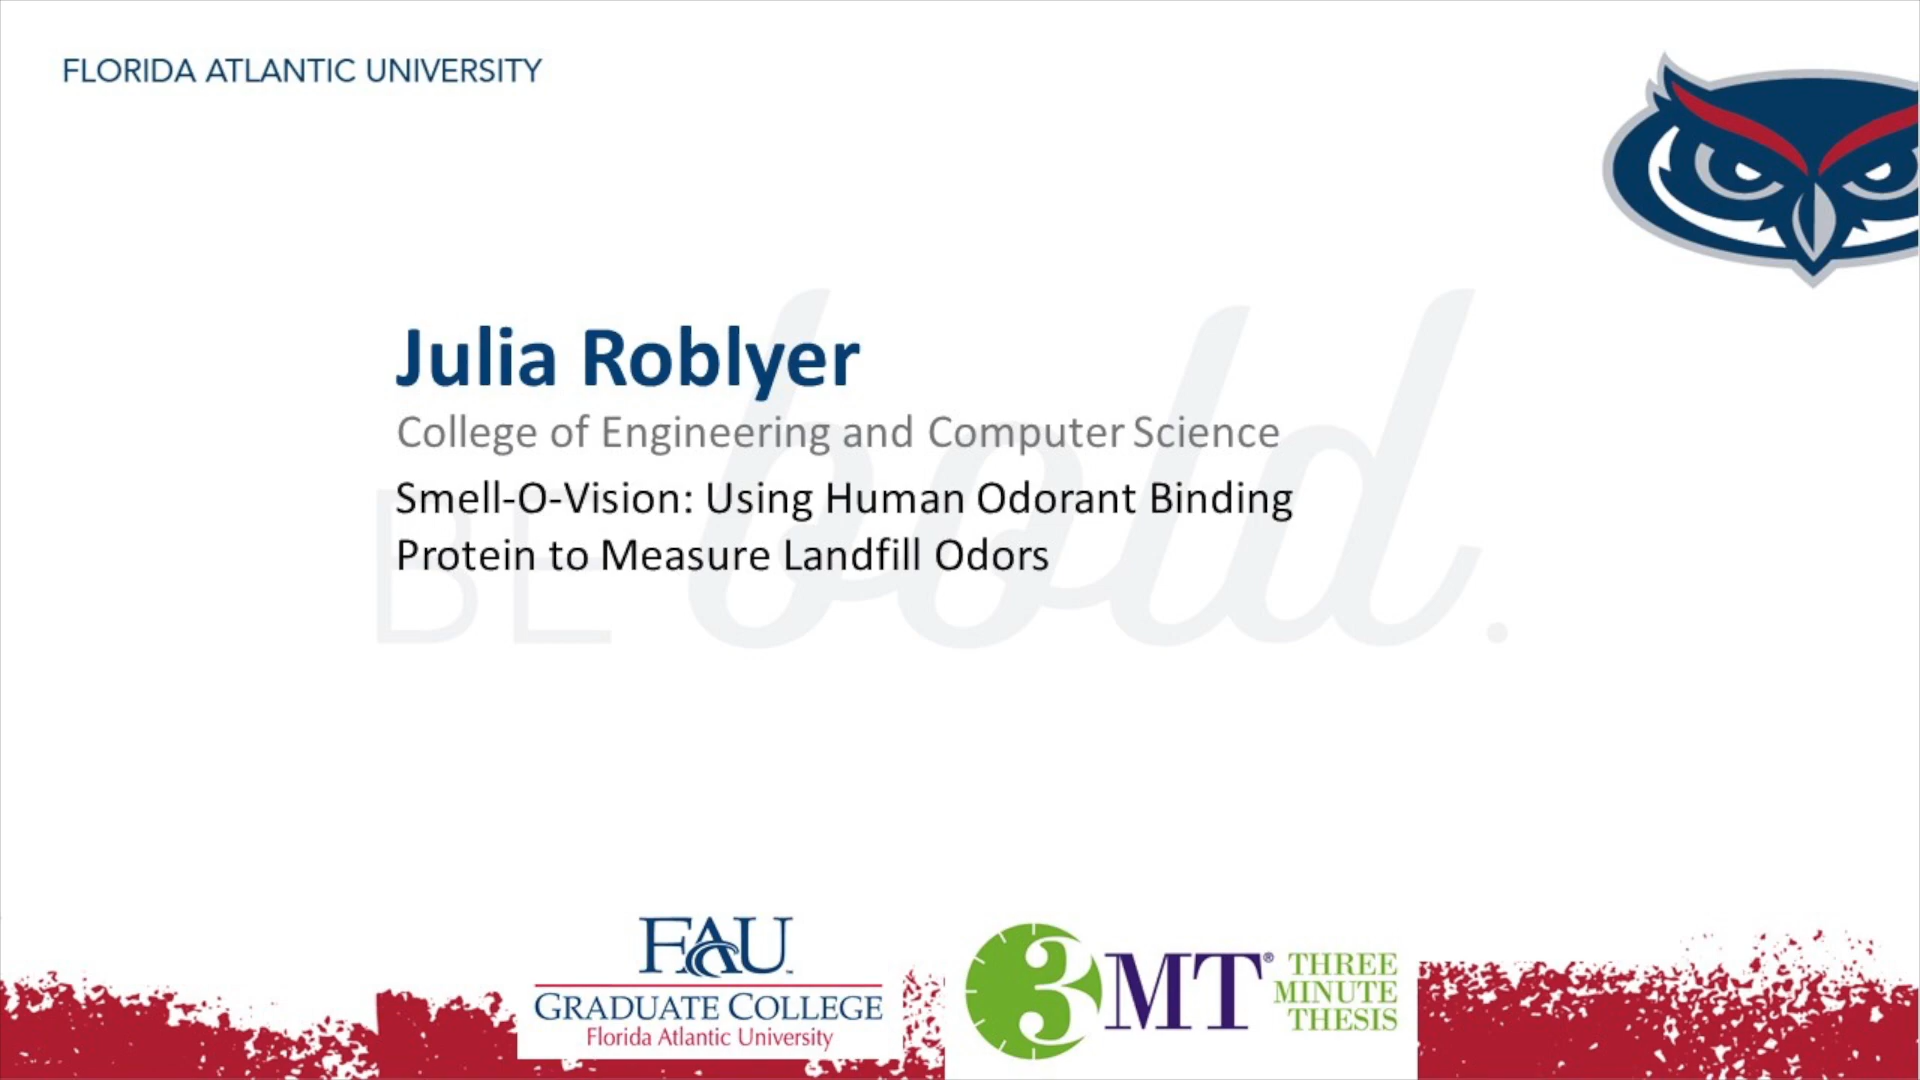 FLORIDA ATLANTIC UNIVERSITY
Julia Roblyer
College of Engineering and Computer Science
Smell-O-Vision: Using Human Odorant Binding
Protein to Measure Landfill Odors
BE bold.
FAU
GRADUATE COLLEGE
Florida Atlantic University
3MT®
THREE
MINUTE
THESIS